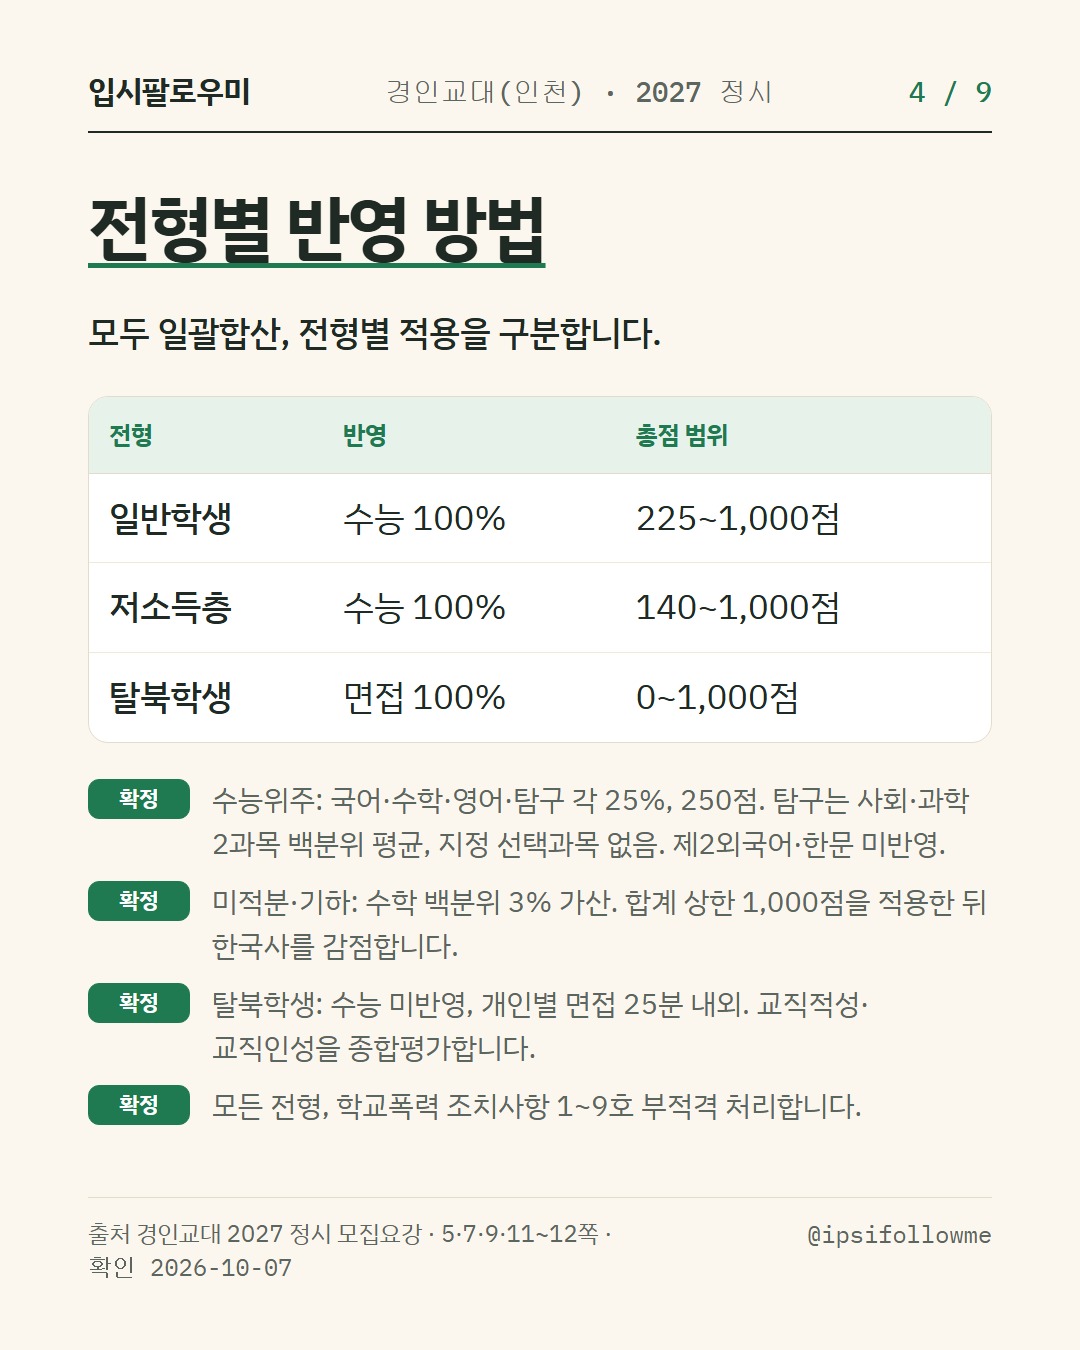 입시팔로우미 경인교대(인천) · 2027 정시 4 / 9
전형별 반영 방법
모두 일괄합산, 전형별 적용을 구분합니다.
전형 반영 총점 범위
일반학생 수능 100% 225~1,000점
저소득층 수능 100% 140~1,000점
탈북학생 면접 100% 0~1,000점
확정 수능위주: 국어·수학·영어·탐구 각 25%, 250점. 탐구는 사회·과학
2과목 백분위 평균, 지정 선택과목 없음. 제2외국어·한문 미반영.
확정 미적분·기하: 수학 백분위 3% 가산. 합계 상한 1,000점을 적용한 뒤
한국사를 감점합니다.
확정 탈북학생: 수능 미반영, 개인별 면접 25분 내외. 교직적성·
교직인성을 종합평가합니다.
확정 모든 전형, 학교폭력 조치사항 1~9호 부적격 처리합니다.
출처 경인교대 2027 정시 모집요강 · 5·7·9·11~12쪽 · @ipsifollowme
확인 2026-10-07